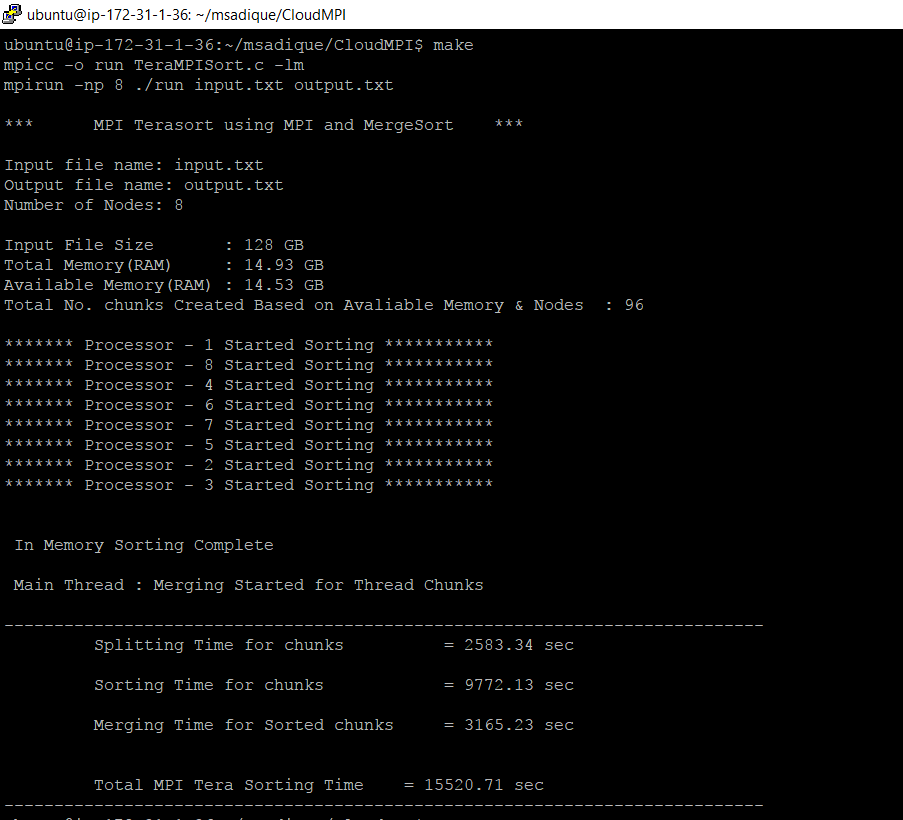 ubuntu@ip-172-31-1-36: ~/msadique/CloudMPI
ubuntu@ip-172-31-1-36:~/msadique/CloudMPI$ make
mpicc -o run TeraMPISort.c -lm
mpirun -np 8 ./run input.txt output.txt
*** MPI Terasort using MPI and MergeSort ***
Input file name: input.txt
Output file name: output.txt
Number of Nodes: 8
Input File Size : 128 GB
Total Memory(RAM) : 14.93 GB
Available Memory(RAM) : 14.53 GB
Total No. chunks Created Based on Avaliable Memory & Nodes : 96
******* Processor - 1 Started Sorting ***********
******* Processor - 8 Started Sorting ***********
******* Processor - 4 Started Sorting ***********
******* Processor - 6 Started Sorting ***********
******* Processor - 7 Started Sorting ***********
******* Processor - 5 Started Sorting ***********
******* Processor - 2 Started Sorting ***********
******* Processor - 3 Started Sorting ***********
In Memory Sorting Complete
Main Thread : Merging Started for Thread Chunks
----------------------------------------------------------------------------
Splitting Time for chunks = 2583.34 sec
Sorting Time for chunks = 9772.13 sec
Merging Time for Sorted chunks = 3165.23 sec
Total MPI Tera Sorting Time = 15520.71 sec
----------------------------------------------------------------------------